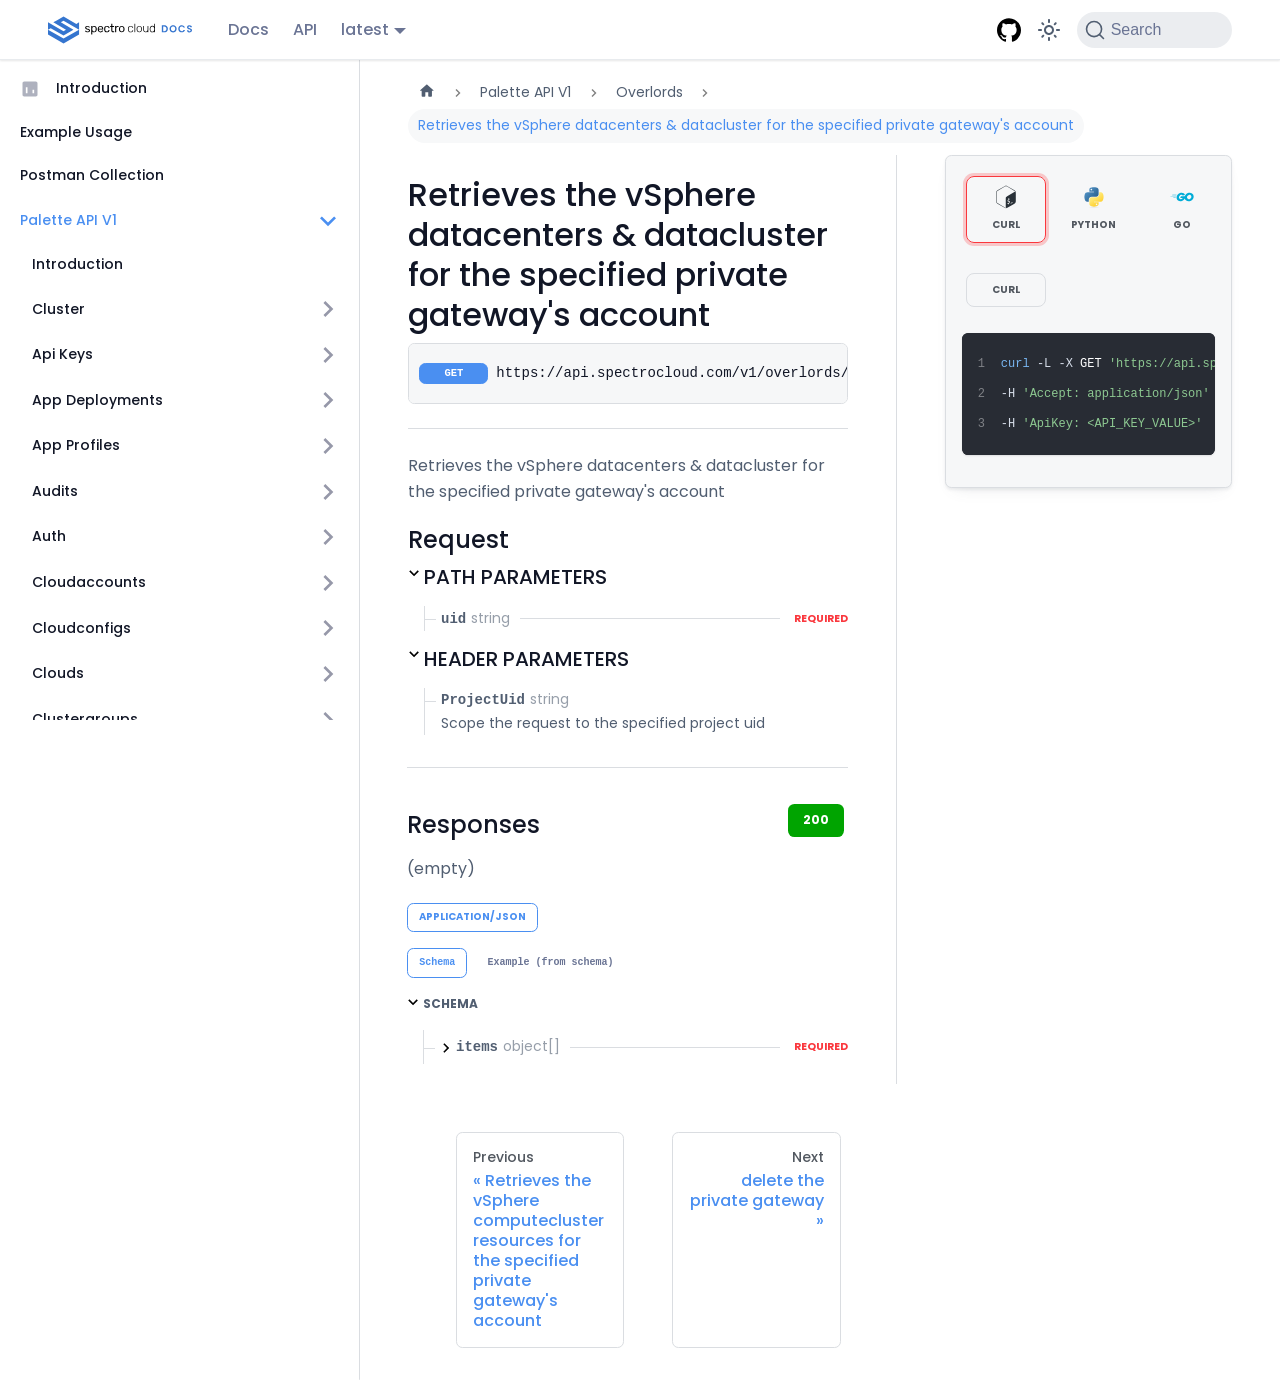 spectro cloud DOCS
Docs
API
latest
Search
Introduction
Example Usage
Postman Collection
Palette API V1
Introduction
Cluster
Api Keys
App Deployments
App Profiles
Audits
Auth
Cloudaccounts
Cloudconfigs
Clouds
Clustergroups
Palette API V1
Overlords
Retrieves the vSphere datacenters & datacluster for the specified private gateway's account
Retrieves the vSphere
datacenters & datacluster
for the specified private
gateway's account
GET https://api.spectrocloud.com/v1/overlords/
Retrieves the vSphere datacenters & datacluster for
the specified private gateway's account
Request
PATH PARAMETERS
uid string REQUIRED
HEADER PARAMETERS
ProjectUid string
Scope the request to the specified project uid
Responses
200
(empty)
APPLICATION/JSON
Schema
Example (from schema)
SCHEMA
items object[] REQUIRED
Previous
« Retrieves the
vSphere
computecluster
resources for
the specified
private
gateway's
account
Next
delete the
private gateway
»
CURL
PYTHON
GO
CURL
1 curl -L -X GET 'https://api.sp
2 -H 'Accept: application/json'
3 -H 'ApiKey: <API_KEY_VALUE>'